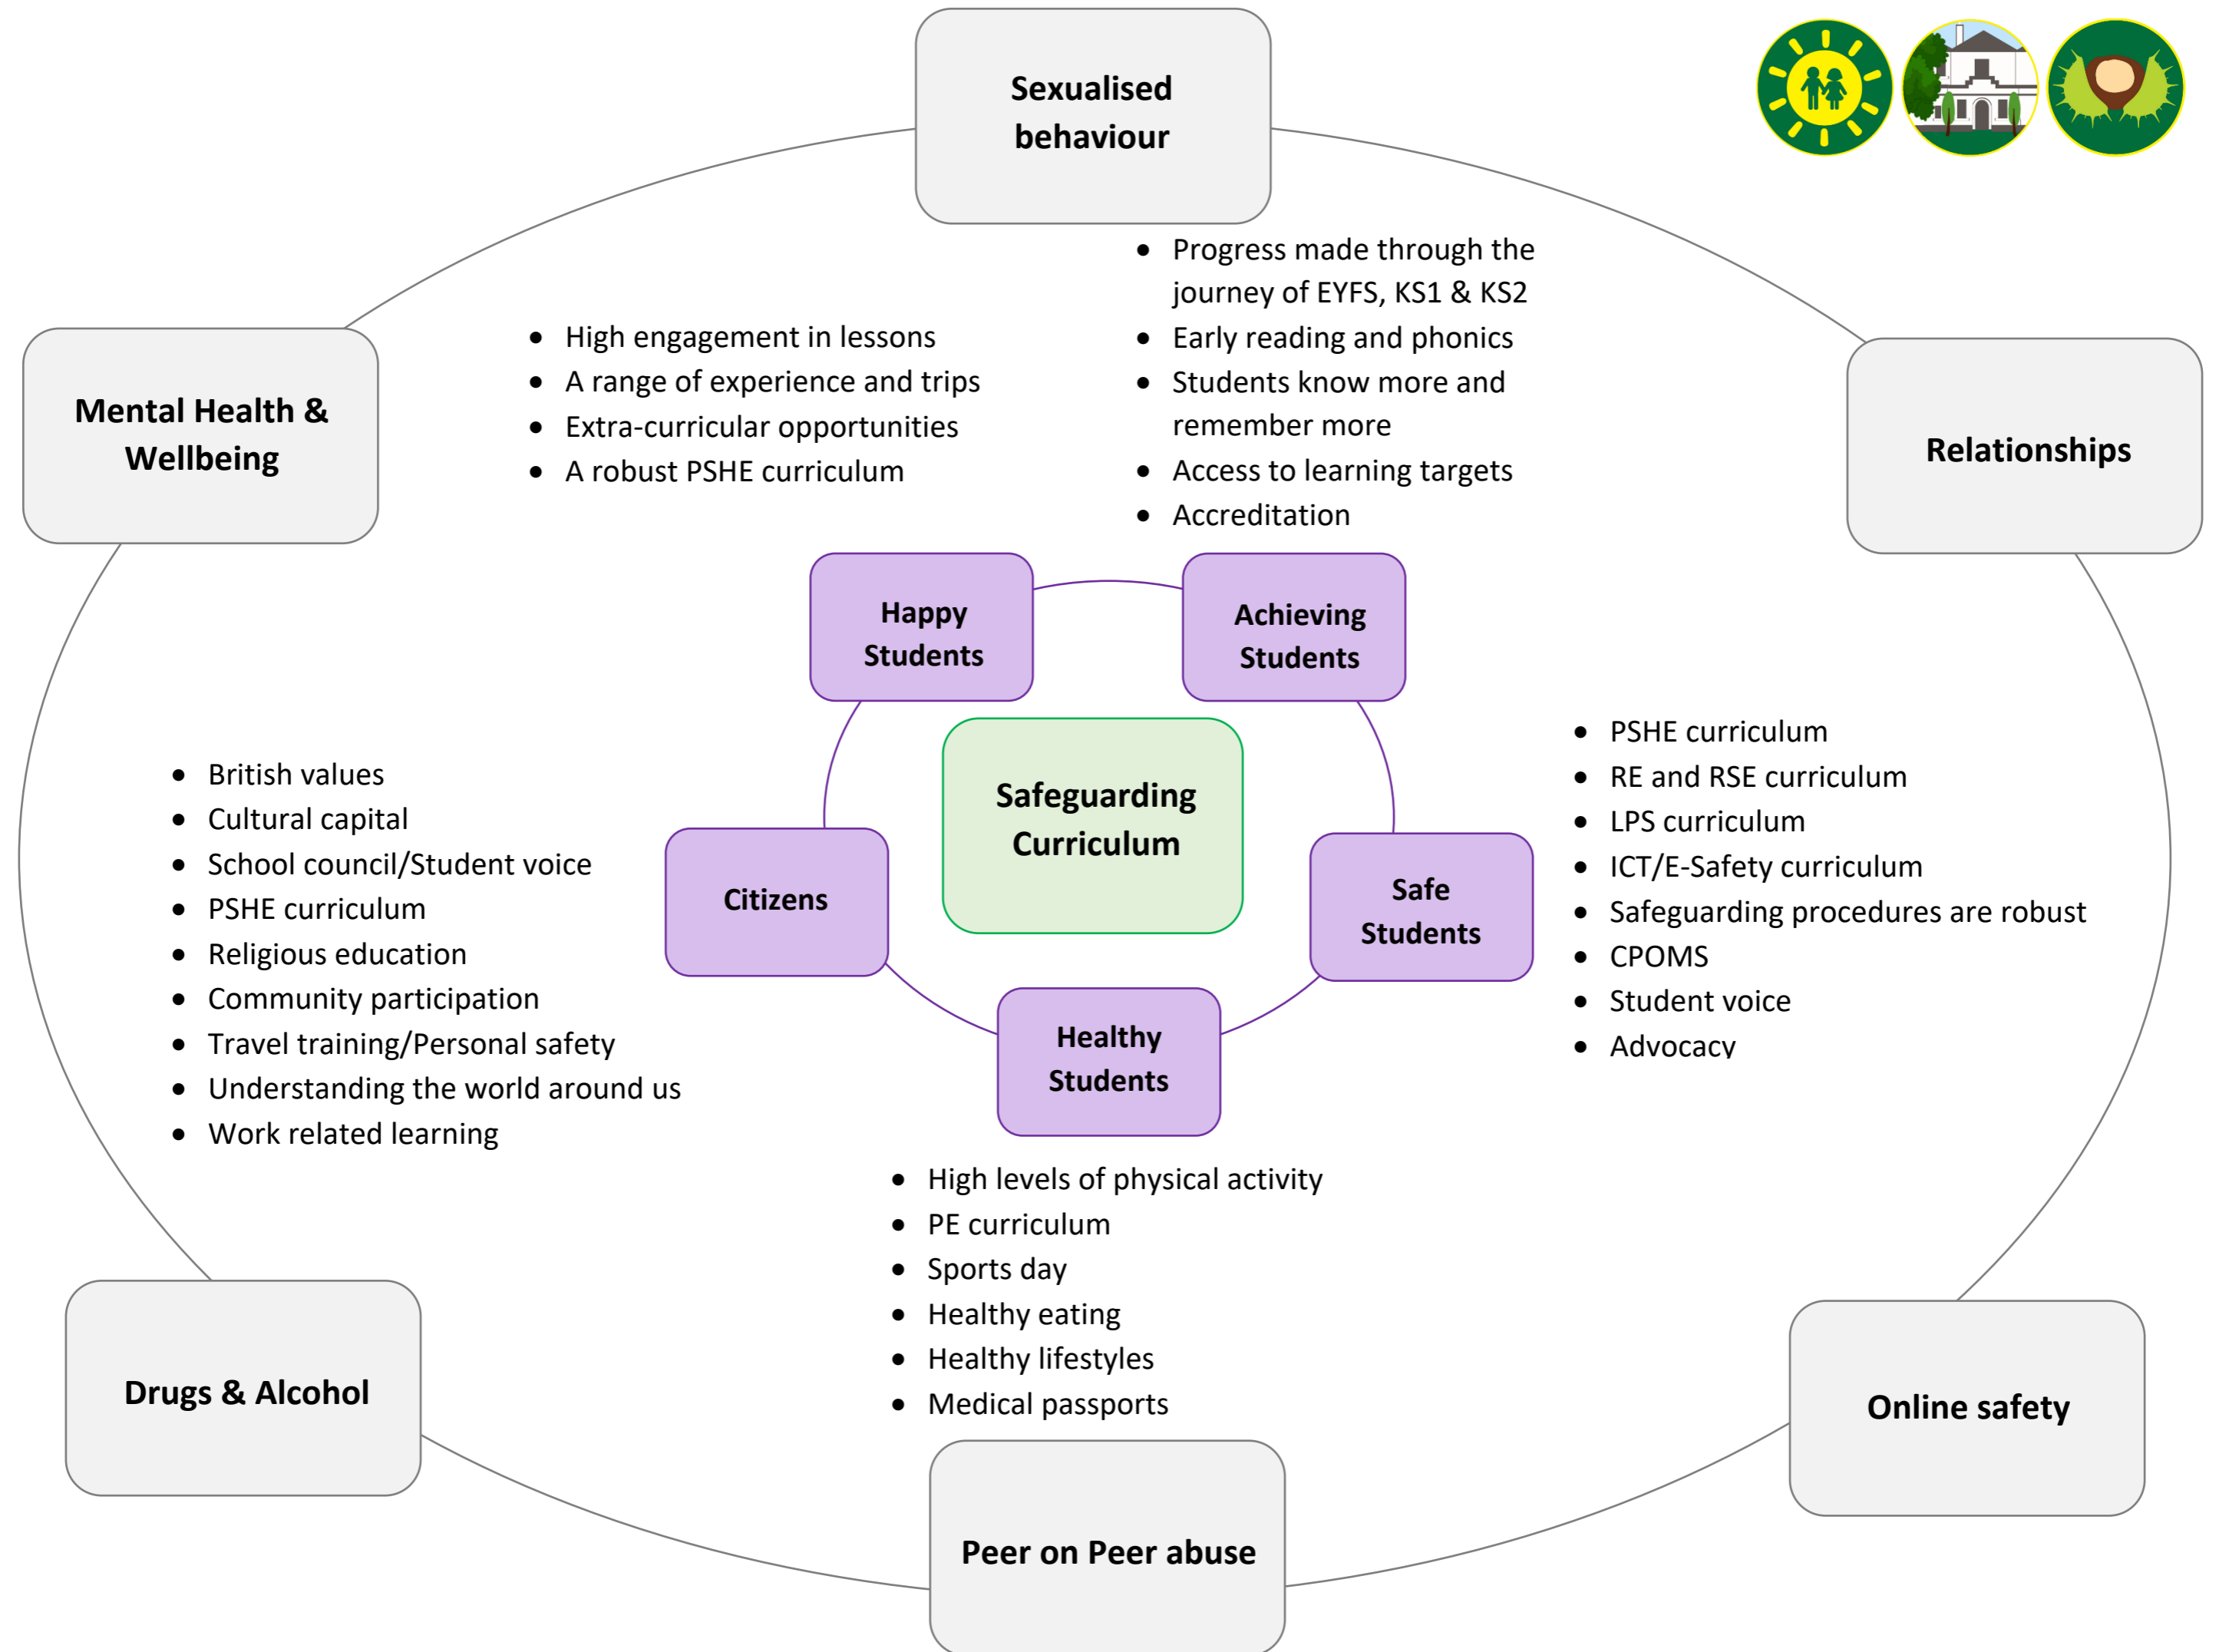 Sexualised
behaviour
Mental Health &
Wellbeing
Relationships
• High engagement in lessons
• A range of experience and trips
• Extra-curricular opportunities
• A robust PSHE curriculum
• Progress made through the
journey of EYFS, KS1 & KS2
• Early reading and phonics
• Students know more and
remember more
• Access to learning targets
• Accreditation
Happy
Students
Achieving
Students
Safeguarding
Curriculum
Citizens
Safe
Students
Healthy
Students
• British values
• Cultural capital
• School council/Student voice
• PSHE curriculum
• Religious education
• Community participation
• Travel training/Personal safety
• Understanding the world around us
• Work related learning
• PSHE curriculum
• RE and RSE curriculum
• LPS curriculum
• ICT/E-Safety curriculum
• Safeguarding procedures are robust
• CPOMS
• Student voice
• Advocacy
• High levels of physical activity
• PE curriculum
• Sports day
• Healthy eating
• Healthy lifestyles
• Medical passports
Drugs & Alcohol
Online safety
Peer on Peer abuse